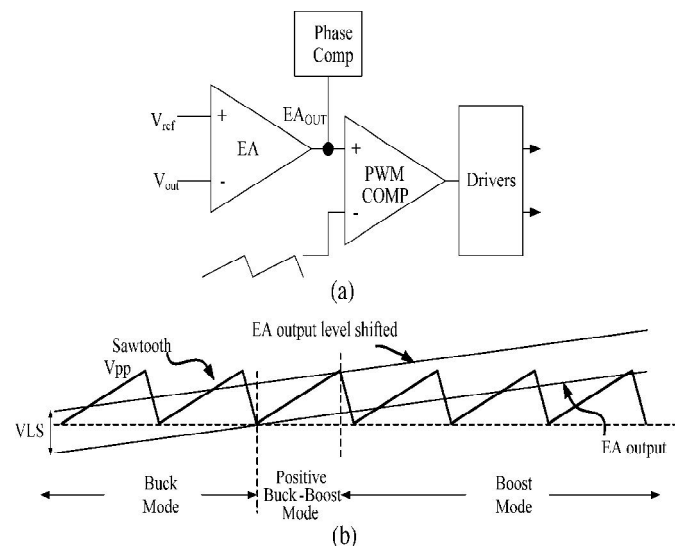 Phase
Comp
V_ref
+
EA_OUT
EA
+
V_out
-
PWM
COMP
-
Drivers
(a)
EA output level shifted
Sawtooth
Vpp
VLS
EA output
Buck
Mode
Positive
Buck-Boost
Mode
Boost
Mode
(b)